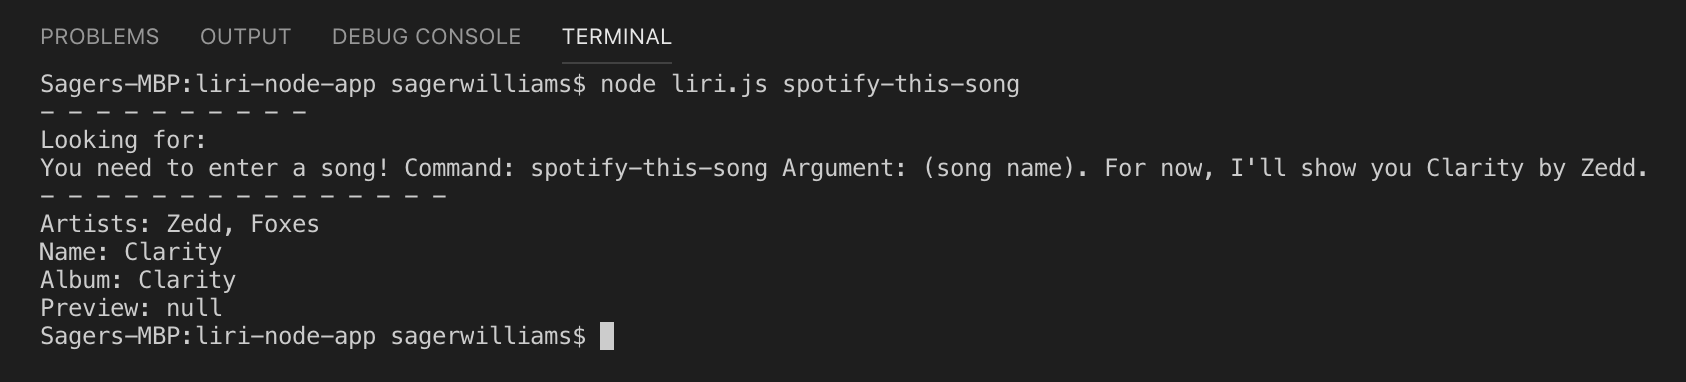 PROBLEMS OUTPUT DEBUG CONSOLE TERMINAL
Sagers-MBP:liri-node-app sagerwilliams$ node liri.js spotify-this-song
- - - - - - - - - -
Looking for:
You need to enter a song! Command: spotify-this-song Argument: (song name). For now, I'll show you Clarity by Zedd.
- - - - - - - - - - - - - - -
Artists: Zedd, Foxes
Name: Clarity
Album: Clarity
Preview: null
Sagers-MBP:liri-node-app sagerwilliams$